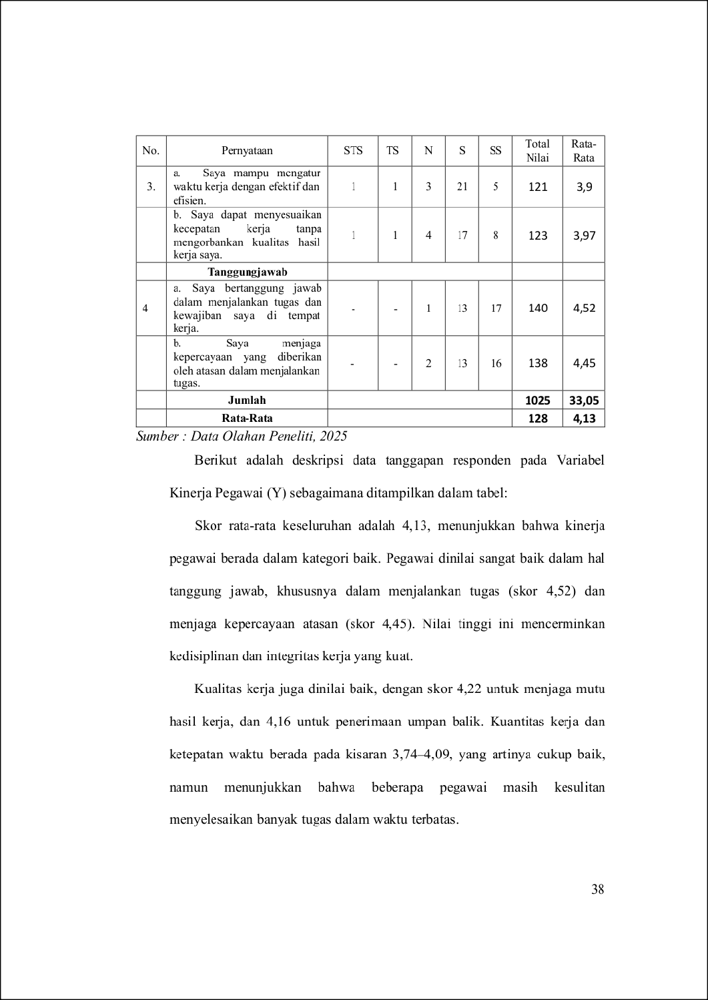 No. Pernyataan STS TS N S SS Total Nilai Rata-Rata
a. Saya mampu mengatur
3. waktu kerja dengan efektif dan 1 1 3 21 5 121 3,9
efisien.
b. Saya dapat menyesuaikan
kecepatan kerja tanpa
mengorbankan kualitas hasil 1 1 4 17 8 123 3,97
kerja saya.
Tanggungjawab
a. Saya bertanggung jawab
dalam menjalankan tugas dan
4 kewajiban saya di tempat - - 1 13 17 140 4,52
kerja.
b. Saya menjaga
kepercayaan yang diberikan
oleh atasan dalam menjalankan - - 2 13 16 138 4,45
tugas.
Jumlah 1025 33,05
Rata-Rata 128 4,13
Sumber : Data Olahan Peneliti, 2025
Berikut adalah deskripsi data tanggapan responden pada Variabel
Kinerja Pegawai (Y) sebagaimana ditampilkan dalam tabel:
Skor rata-rata keseluruhan adalah 4,13, menunjukkan bahwa kinerja
pegawai berada dalam kategori baik. Pegawai dinilai sangat baik dalam hal
tanggung jawab, khususnya dalam menjalankan tugas (skor 4,52) dan
menjaga kepercayaan atasan (skor 4,45). Nilai tinggi ini mencerminkan
kedisiplinan dan integritas kerja yang kuat.
Kualitas kerja juga dinilai baik, dengan skor 4,22 untuk menjaga mutu
hasil kerja, dan 4,16 untuk penerimaan umpan balik. Kuantitas kerja dan
ketepatan waktu berada pada kisaran 3,74–4,09, yang artinya cukup baik,
namun menunjukkan bahwa beberapa pegawai masih kesulitan
menyelesaikan banyak tugas dalam waktu terbatas.
38